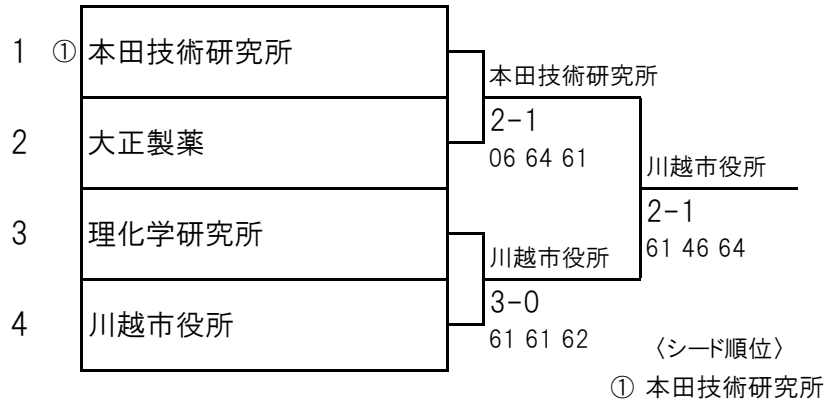 1 ① 本田技術研究所
本田技術研究所
2 大正製薬
2-1
06 64 61
川越市役所
3 理化学研究所
2-1
61 46 64
川越市役所
4 川越市役所
3-0
61 61 62
〈シード順位〉
① 本田技術研究所